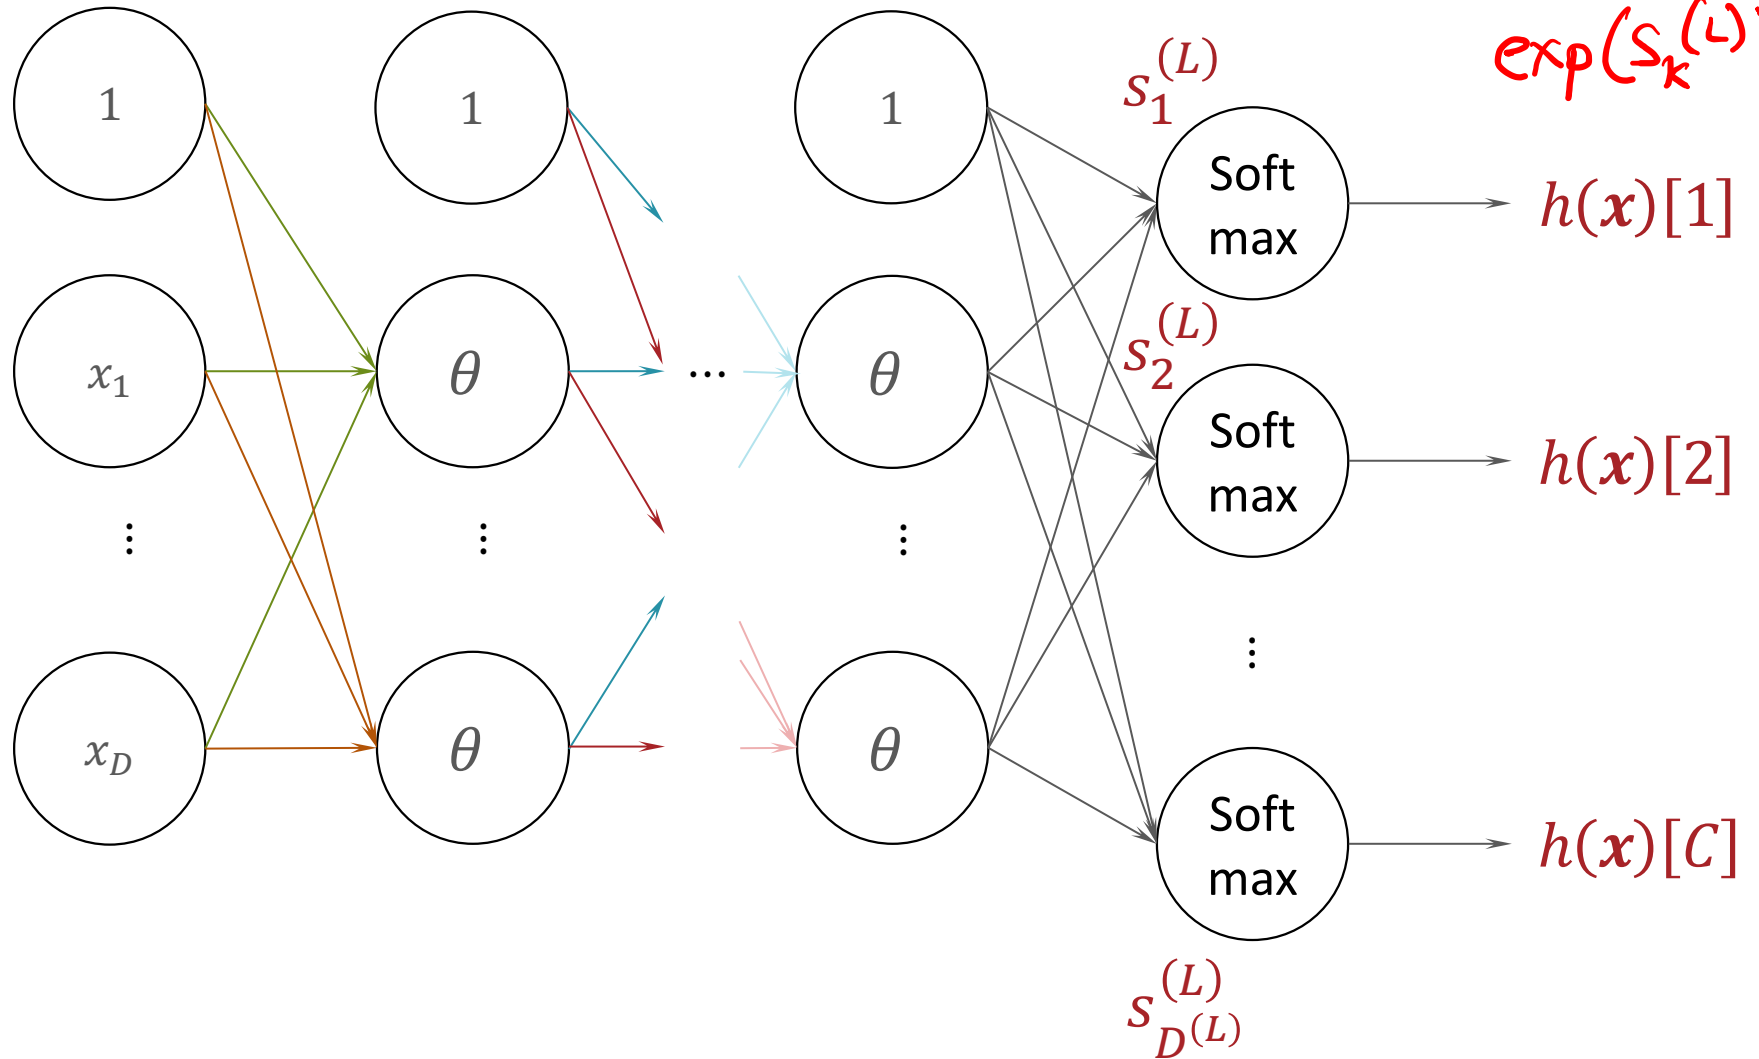 exp(S_k^(L)
1
1
1
s_1^(L)
Soft
max
h(x)[1]
x_1
θ
...
θ
s_2^(L)
Soft
max
h(x)[2]
⋮
⋮
⋮
⋮
x_D
θ
θ
Soft
max
h(x)[C]
s_D^(L)^(L)